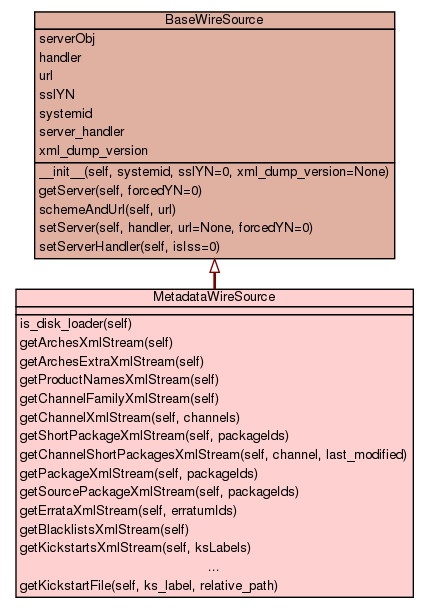 BaseWireSource
serverObj
handler
url
sslYN
systemid
server_handler
xml_dump_version
__init__(self, systemid, sslYN=0, xml_dump_version=None)
getServer(self, forcedYN=0)
schemeAndUrl(self, url)
setServer(self, handler, url=None, forcedYN=0)
setServerHandler(self, isIss=0)
MetadataWireSource
is_disk_loader(self)
getArchesXmlStream(self)
getArchesExtraXmlStream(self)
getProductNamesXmlStream(self)
getChannelFamilyXmlStream(self)
getChannelXmlStream(self, channels)
getShortPackageXmlStream(self, packageIds)
getChannelShortPackagesXmlStream(self, channel, last_modified)
getPackageXmlStream(self, packageIds)
getSourcePackageXmlStream(self, packageIds)
getErrataXmlStream(self, erratumIds)
getBlacklistsXmlStream(self)
getKickstartsXmlStream(self, ksLabels)
...
getKickstartFile(self, ks_label, relative_path)